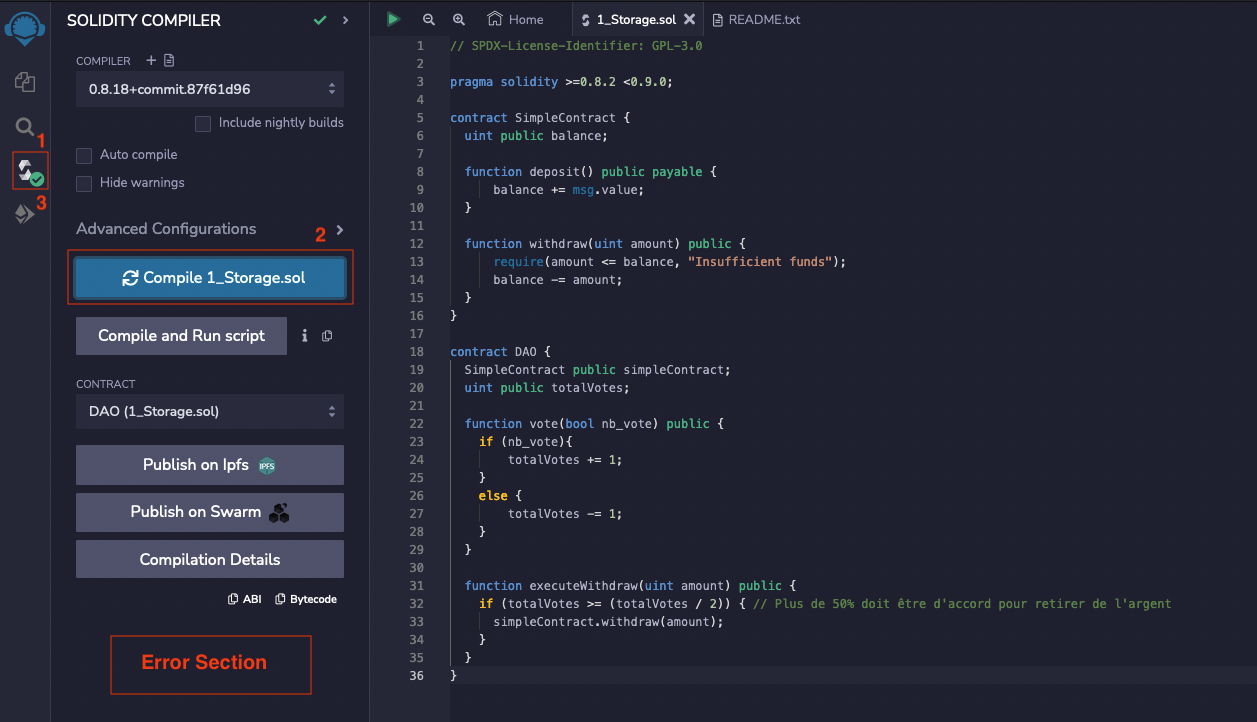 SOLIDITY COMPILER
COMPILER
0.8.18+commit.87f61d96
Include nightly builds
Auto compile
Hide warnings
1
3
Advanced Configurations
2
Compile 1_Storage.sol
Compile and Run script
CONTRACT
DAO (1_Storage.sol)
Publish on Ipfs IPFS
Publish on Swarm
Compilation Details
ABI Bytecode
Error Section
Home 1_Storage.sol README.txt
1 // SPDX-License-Identifier: GPL-3.0
2
3 pragma solidity >=0.8.2 <0.9.0;
4
5 contract SimpleContract {
6 uint public balance;
7
8 function deposit() public payable {
9 balance += msg.value;
10 }
11
12 function withdraw(uint amount) public {
13 require(amount <= balance, "Insufficient funds");
14 balance -= amount;
15 }
16 }
17
18 contract DAO {
19 SimpleContract public simpleContract;
20 uint public totalVotes;
21
22 function vote(bool nb_vote) public {
23 if (nb_vote){
24 totalVotes += 1;
25 }
26 else {
27 totalVotes -= 1;
28 }
29 }
30
31 function executeWithdraw(uint amount) public {
32 if (totalVotes >= (totalVotes / 2)) { // Plus de 50% doit être d'accord pour retirer de l'argent
33 simpleContract.withdraw(amount);
34 }
35 }
36 }